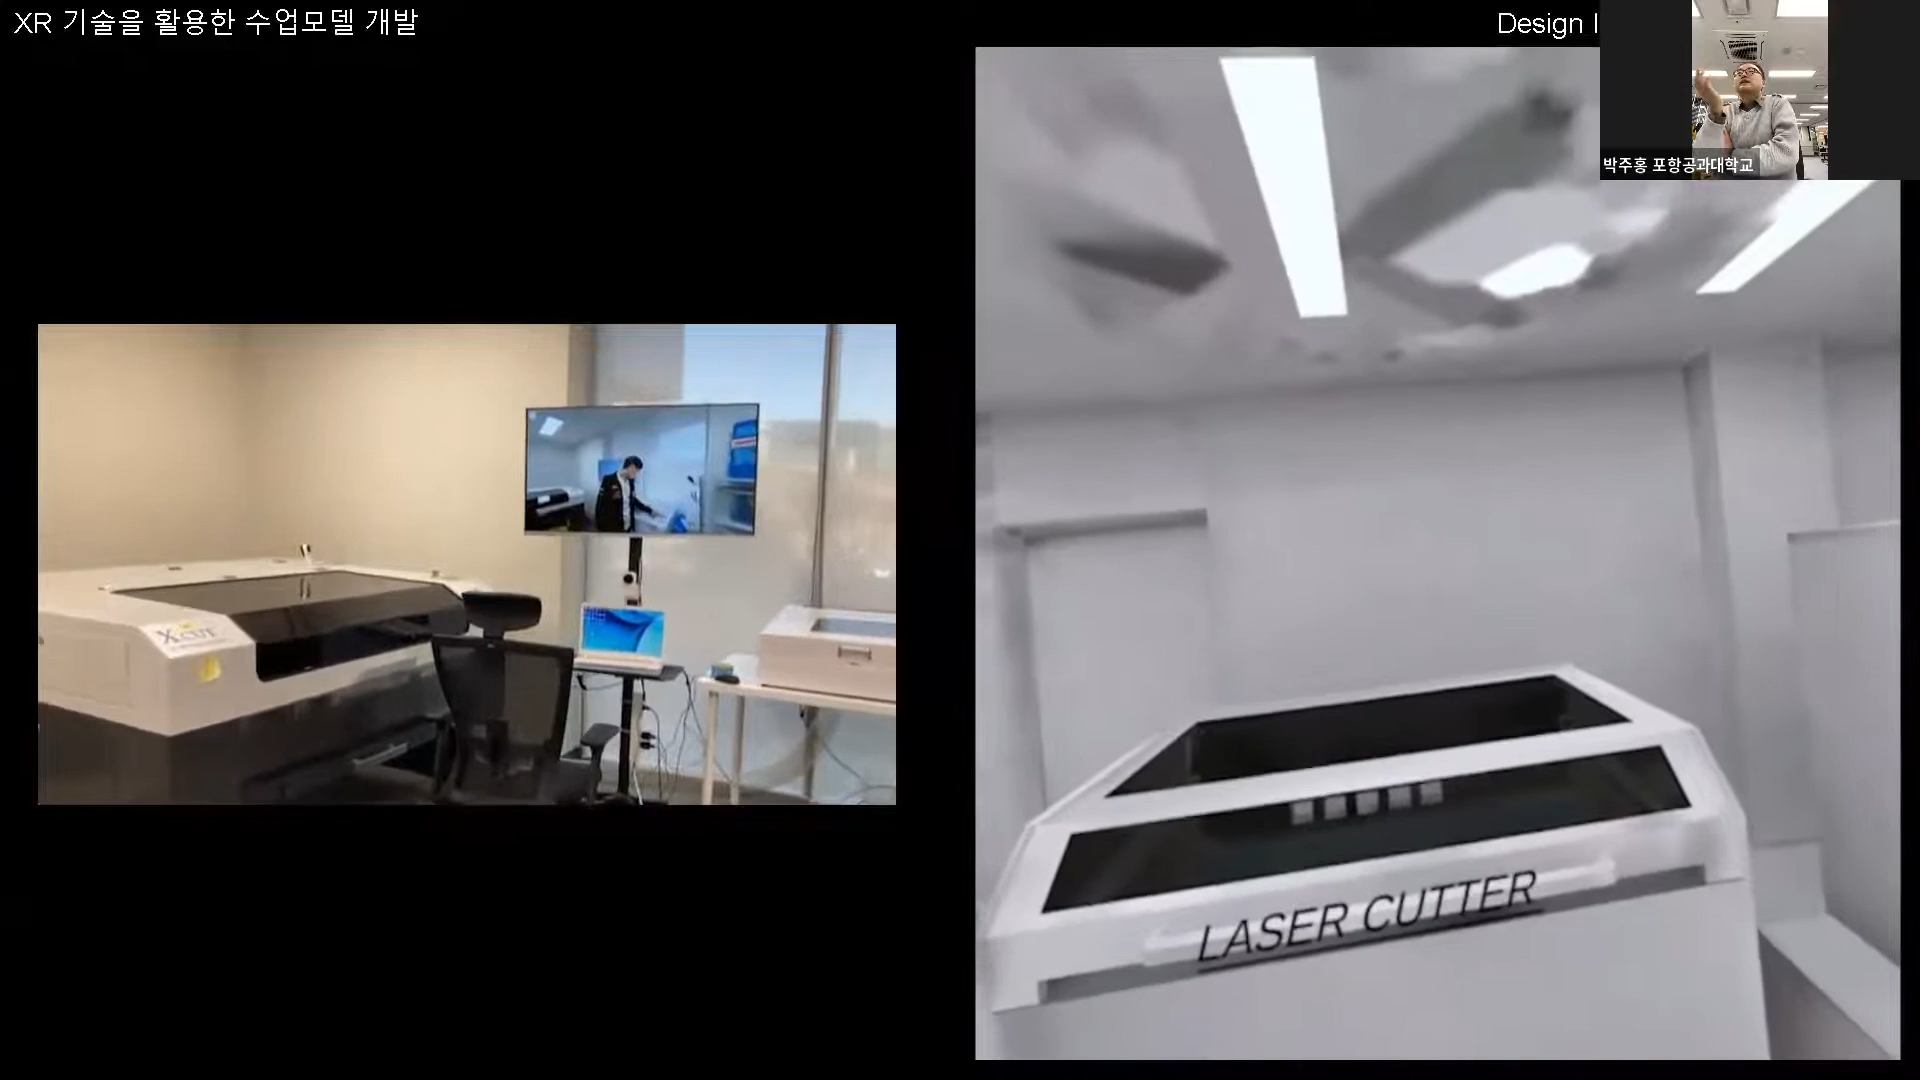 XR 기술을 활용한 수업모델 개발
Design I
박주홍 포항공과대학교
X-CUT
LASER CUTTER